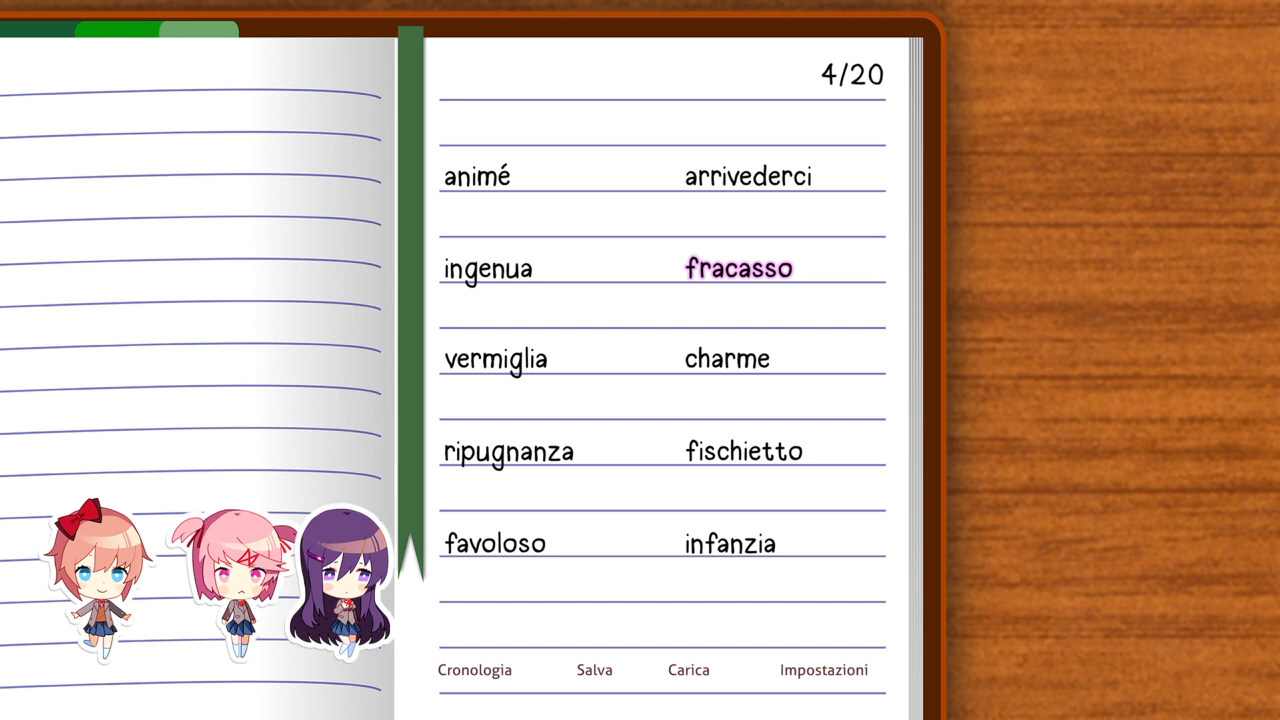 4/20
animé arrivederci
ingenua fracasso
vermiglia charme
ripugnanza fischietto
favoloso infanzia
Cronologia Salva Carica Impostazioni